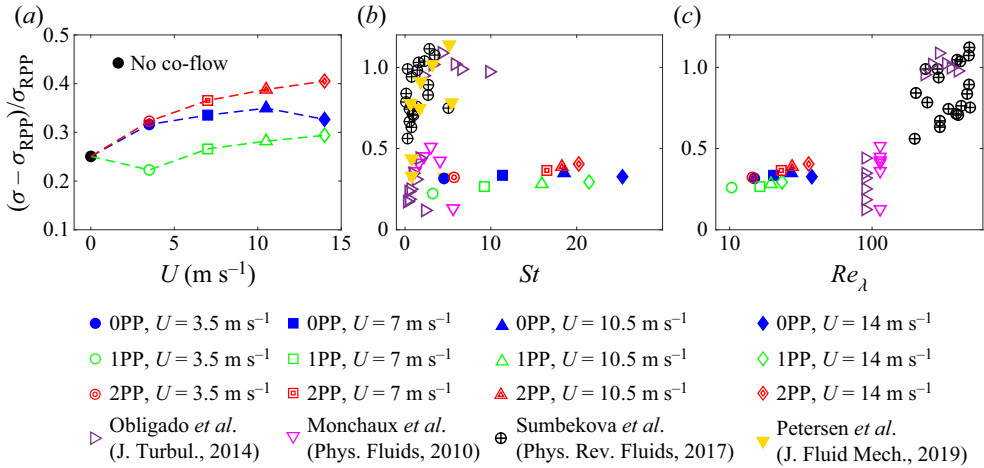 (a)
(b)
(c)
0.5
0.4
0.3
0.2
0.1
(σ – σRPP)/σRPP
No co-flow
0
5
10
15
U (m s⁻¹)
1.0
0.5
0
0
10
20
St
1.0
0.5
0
10
100
Reλ
0PP, U = 3.5 m s⁻¹
0PP, U = 7 m s⁻¹
0PP, U = 10.5 m s⁻¹
0PP, U = 14 m s⁻¹
1PP, U = 3.5 m s⁻¹
1PP, U = 7 m s⁻¹
1PP, U = 10.5 m s⁻¹
1PP, U = 14 m s⁻¹
2PP, U = 3.5 m s⁻¹
2PP, U = 7 m s⁻¹
2PP, U = 10.5 m s⁻¹
2PP, U = 14 m s⁻¹
Obligado et al.
(J. Turbul., 2014)
Monchaux et al.
(Phys. Fluids, 2010)
Sumbekova et al.
(Phys. Rev. Fluids, 2017)
Petersen et al.
(J. Fluid Mech., 2019)